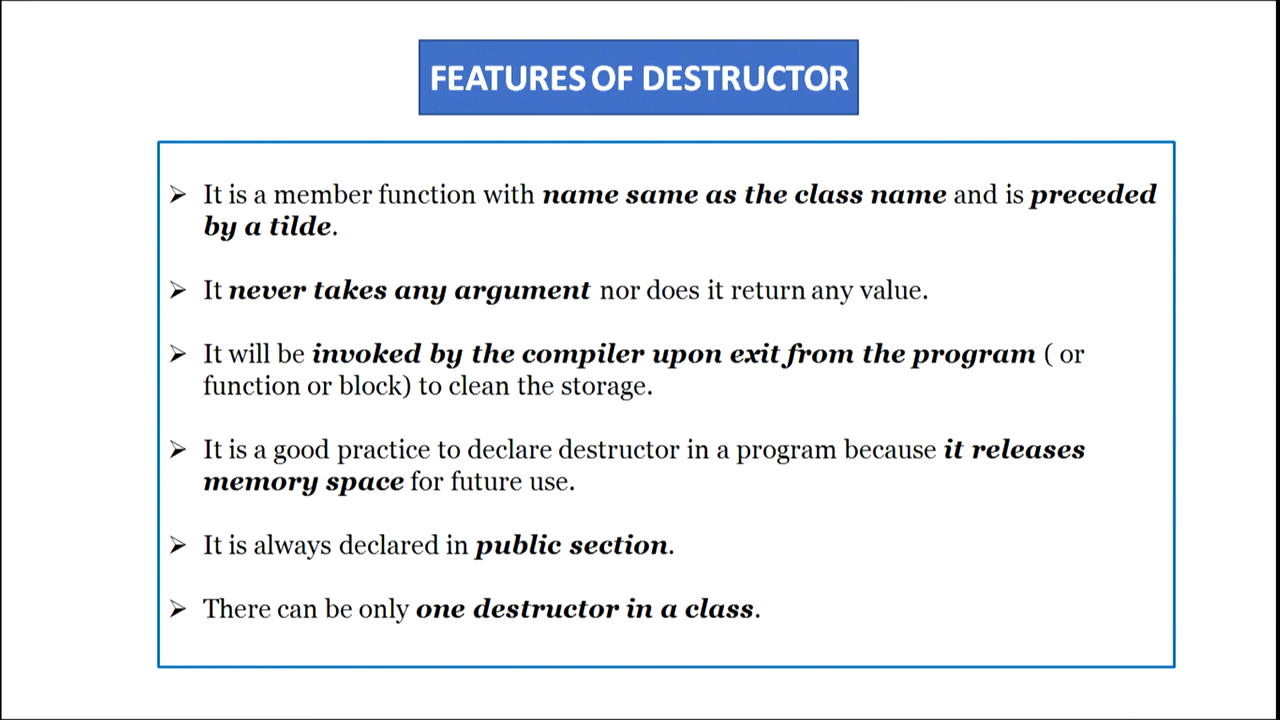 FEATURES OF DESTRUCTOR
➢ It is a member function with name same as the class name and is preceded
by a tilde.
➢ It never takes any argument nor does it return any value.
➢ It will be invoked by the compiler upon exit from the program ( or
function or block) to clean the storage.
➢ It is a good practice to declare destructor in a program because it releases
memory space for future use.
➢ It is always declared in public section.
➢ There can be only one destructor in a class.